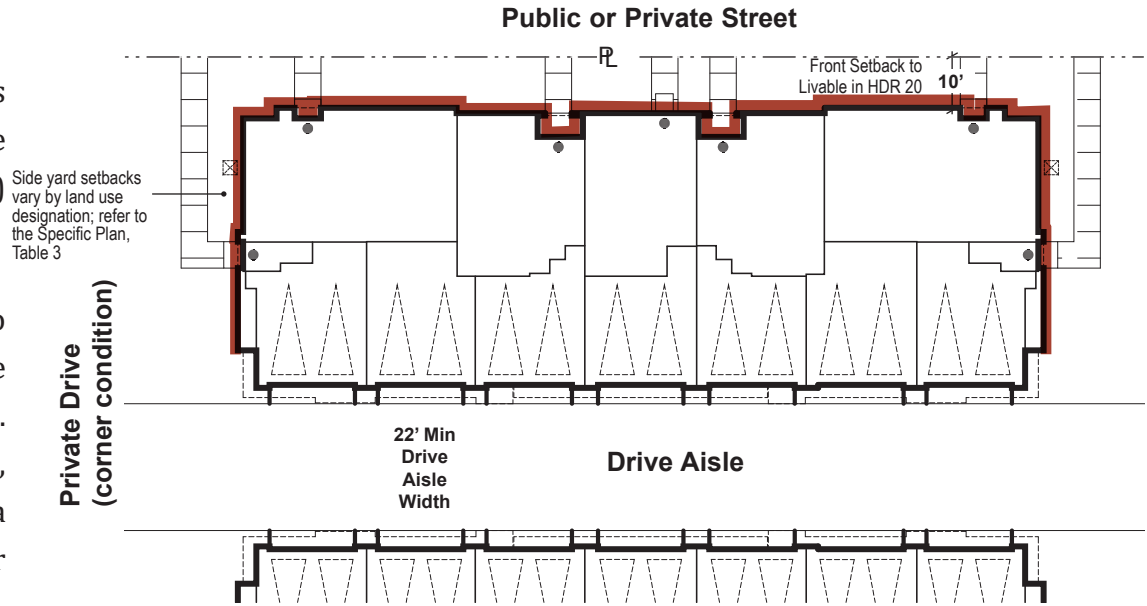 Public or Private Street
PL
Front Setback to
Livable in HDR 20
10'
Side yard setbacks
vary by land use
designation; refer to
the Specific Plan,
Table 3
Private Drive
(corner condition)
22' Min
Drive
Aisle
Width
Drive Aisle
s
e
)
o
e
.
a
r